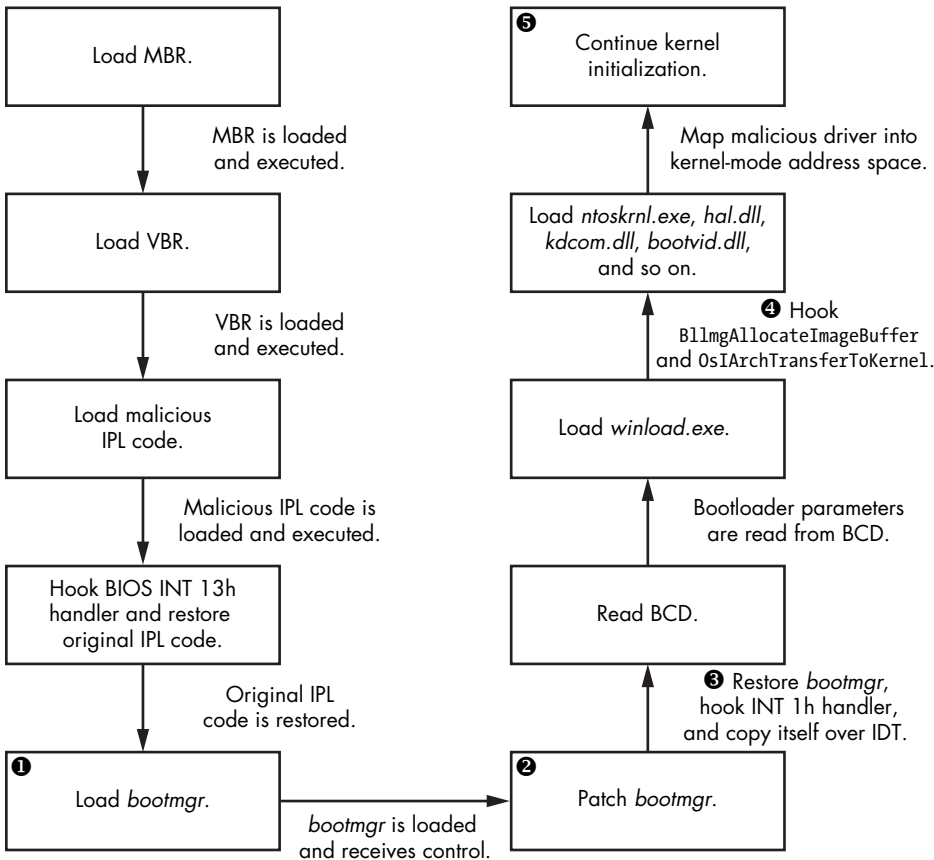 Load MBR.
MBR is loaded
and executed.
Load VBR.
VBR is loaded
and executed.
Load malicious
IPL code.
Malicious IPL code is
loaded and executed.
Hook BIOS INT 13h
handler and restore
original IPL code.
Original IPL
code is restored.
❶
Load bootmgr.
bootmgr is loaded
and receives control.
❷
Patch bootmgr.
❸ Restore bootmgr,
hook INT 1h handler,
and copy itself over IDT.
Read BCD.
Bootloader parameters
are read from BCD.
Load winload.exe.
❹ Hook
BllmgAllocateImageBuffer
and OsIArchTransferToKernel.
Load ntoskrnl.exe, hal.dll,
kdcom.dll, bootvid.dll,
and so on.
Map malicious driver into
kernel-mode address space.
❺
Continue kernel
initialization.